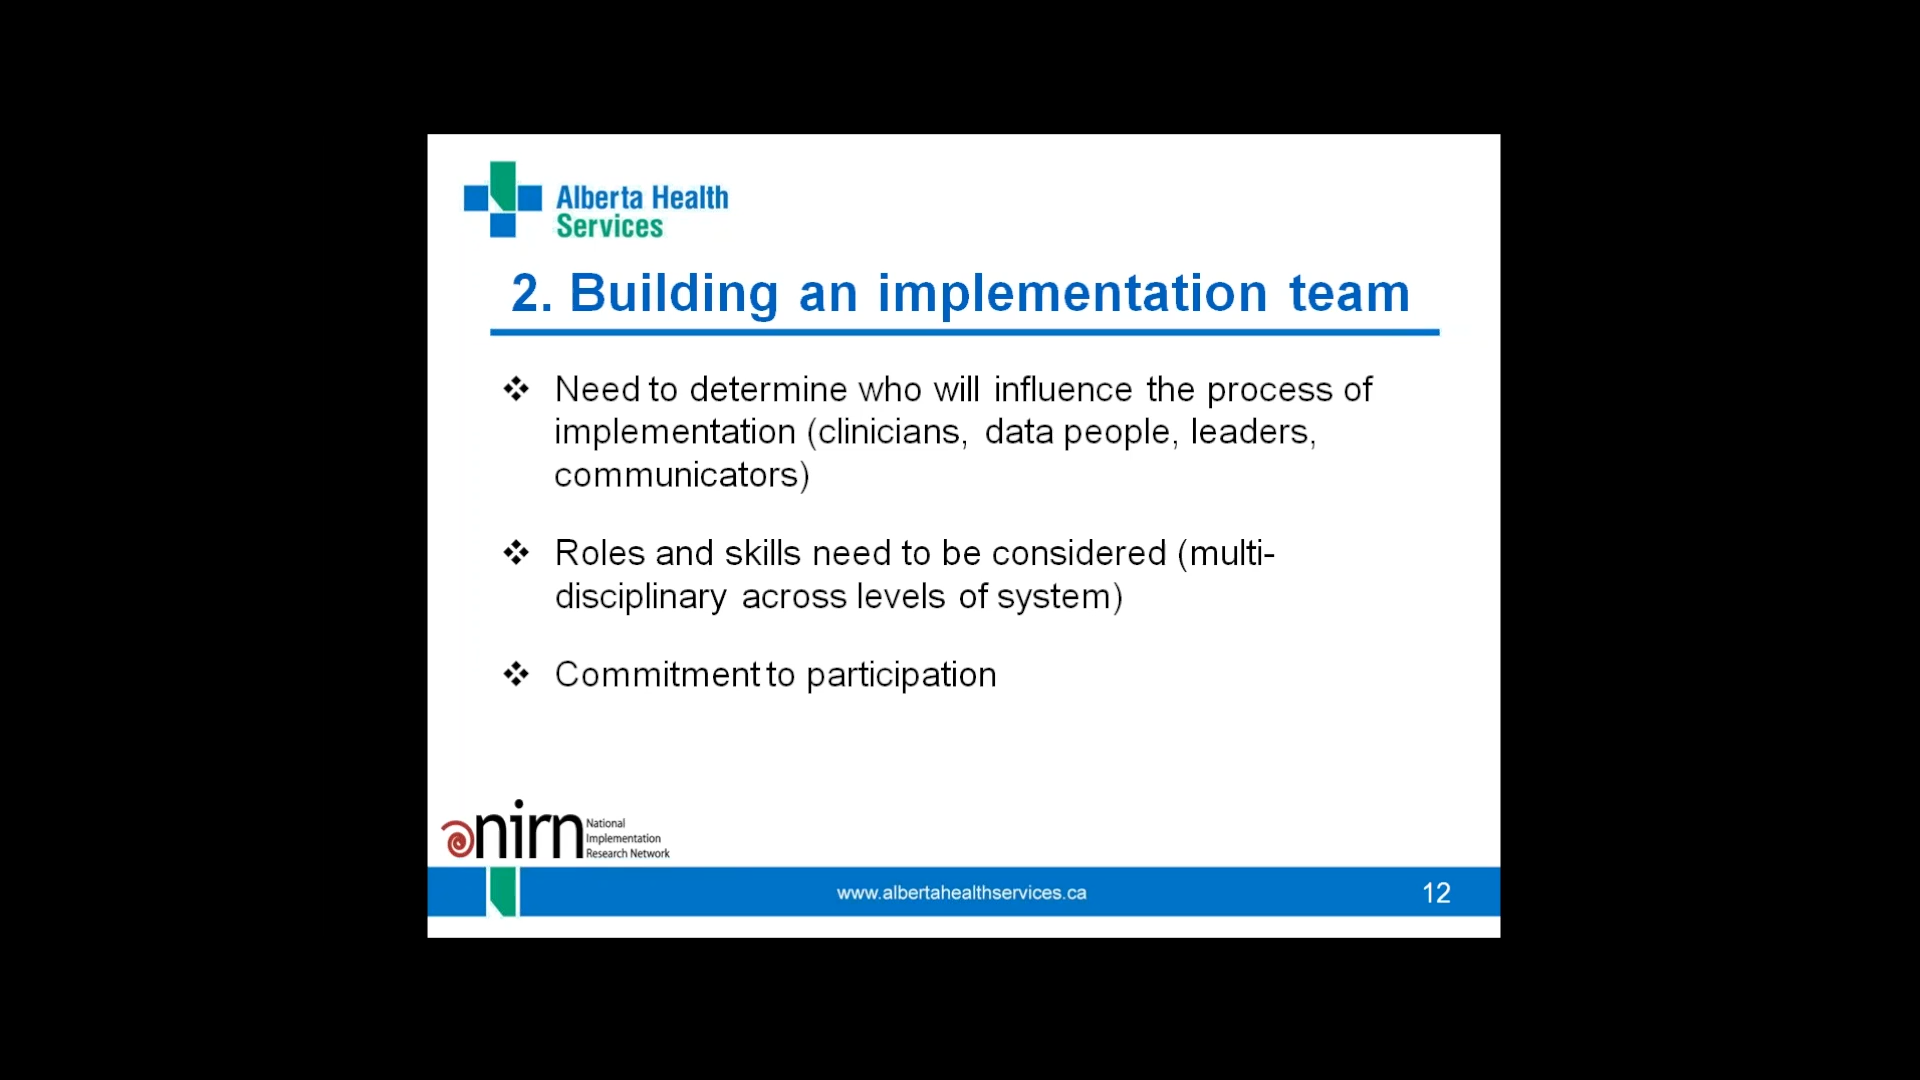 Alberta Health
Services
2. Building an implementation team
❖ Need to determine who will influence the process of
implementation (clinicians, data people, leaders,
communicators)
❖ Roles and skills need to be considered (multi-
disciplinary across levels of system)
❖ Commitment to participation
nirn
National
Implementation
Research Network
www.albertahealthservices.ca
12